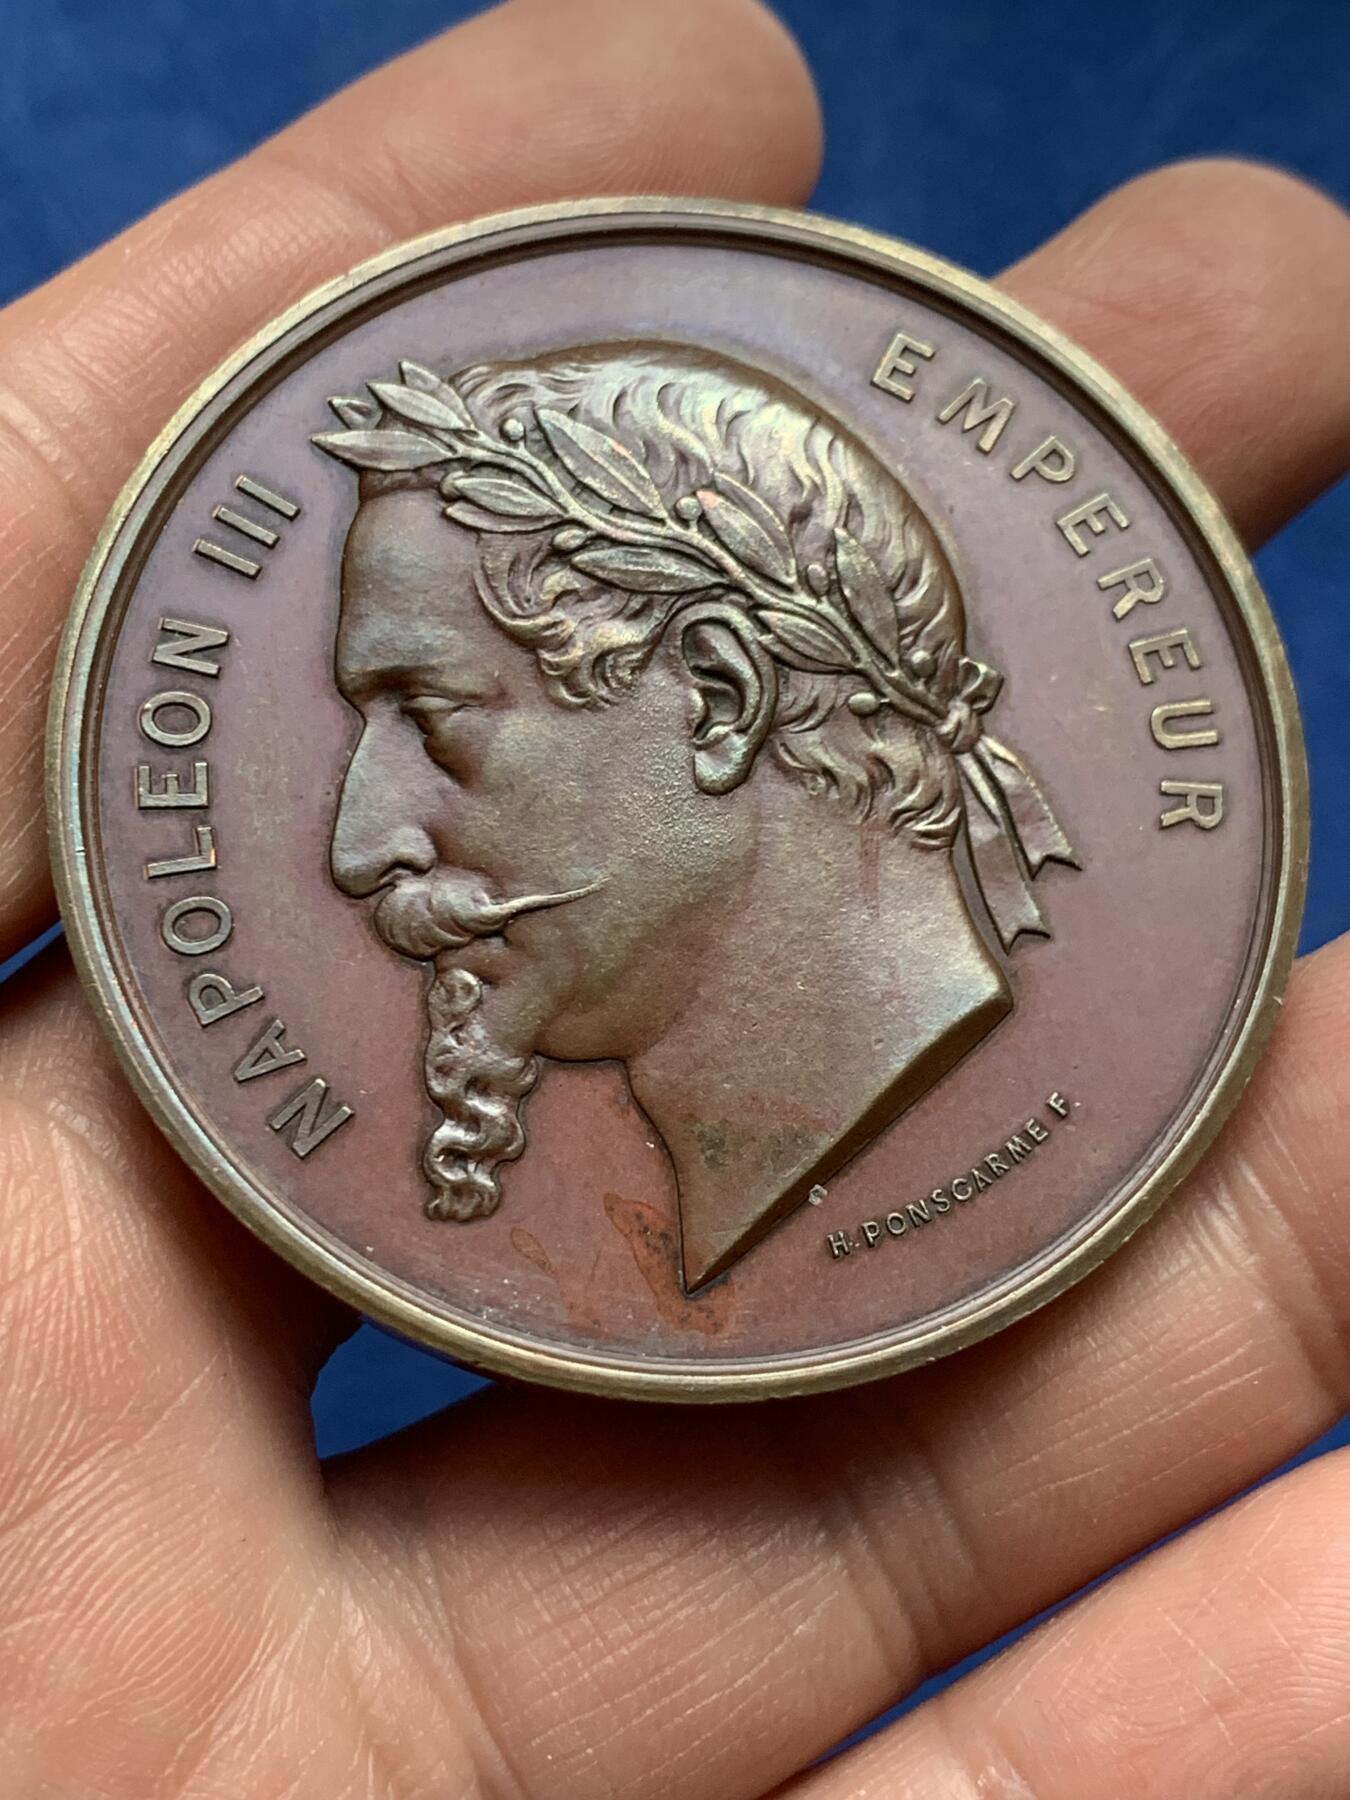 NAPOLEON III
EMPEREUR
H. PONSCARME F.